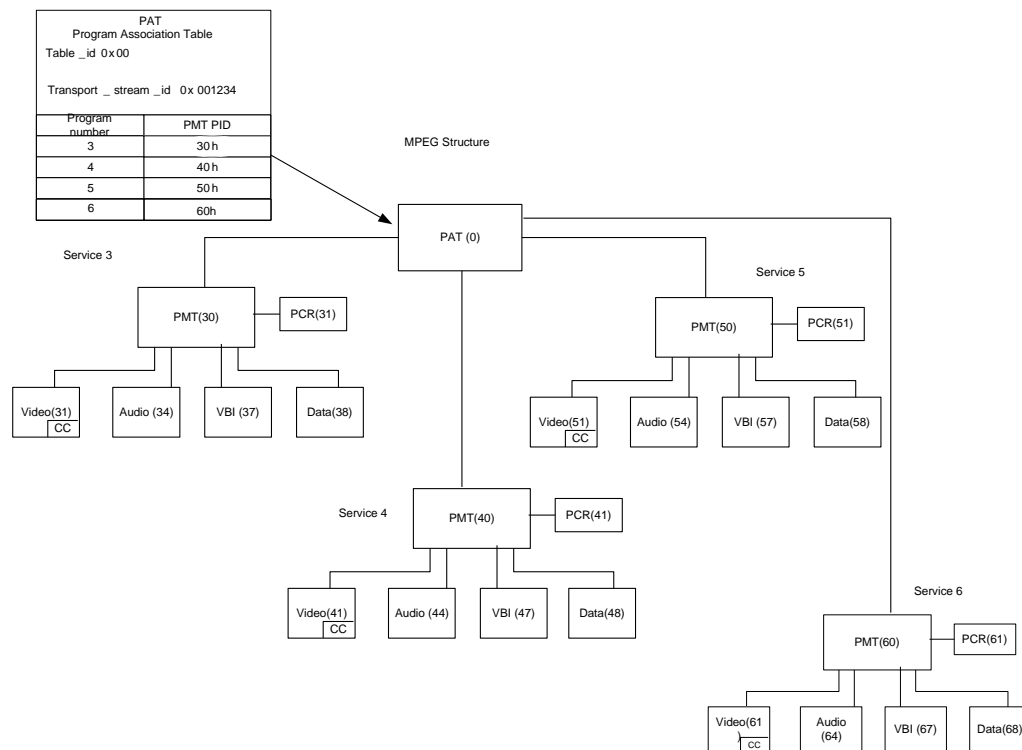 PAT
Program Association Table
Table _id 0x00
Transport _ stream _id 0x 001234
Program number PMT PID
3 30h
4 40h
5 50h
6 60h
MPEG Structure
PAT (0)
Service 3
PMT(30)
PCR(31)
Video(31)
CC
Audio (34)
VBI (37)
Data(38)
Service 5
PMT(50)
PCR(51)
Video(51)
CC
Audio (54)
VBI (57)
Data(58)
Service 4
PMT(40)
PCR(41)
Video(41)
CC
Audio (44)
VBI (47)
Data(48)
Service 6
PMT(60)
PCR(61)
Video(61
)
CC
Audio
(64)
VBI (67)
Data(68)